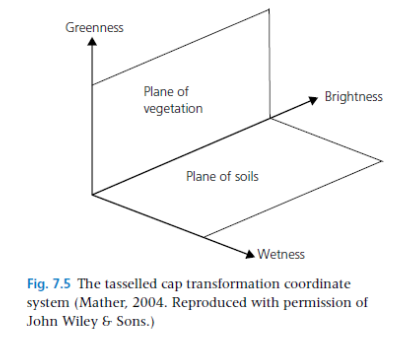 Greenness
Plane of
vegetation
Brightness
Plane of soils
Wetness
Fig. 7.5 The tasselled cap transformation coordinate
system (Mather, 2004. Reproduced with permission of
John Wiley & Sons.)